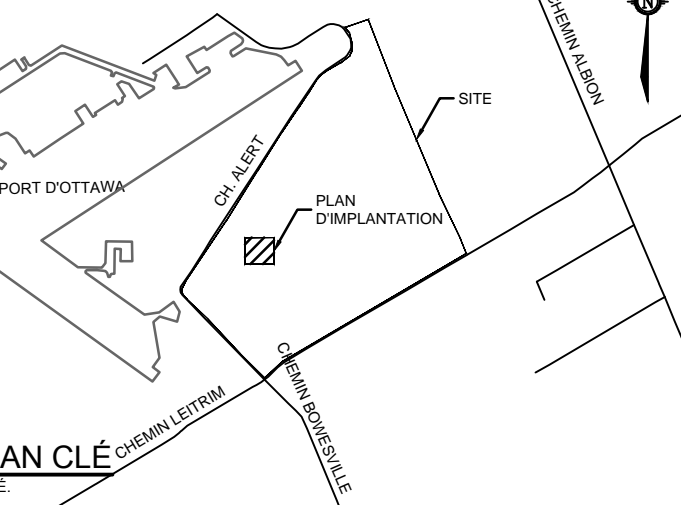 N
CHEMIN ALBION
SITE
CH. ALERT
PORT D'OTTAWA
PLAN
D'IMPLANTATION
CHEMIN BOWESVILLE
CHEMIN LEITRIM
AN CLÉ
É.